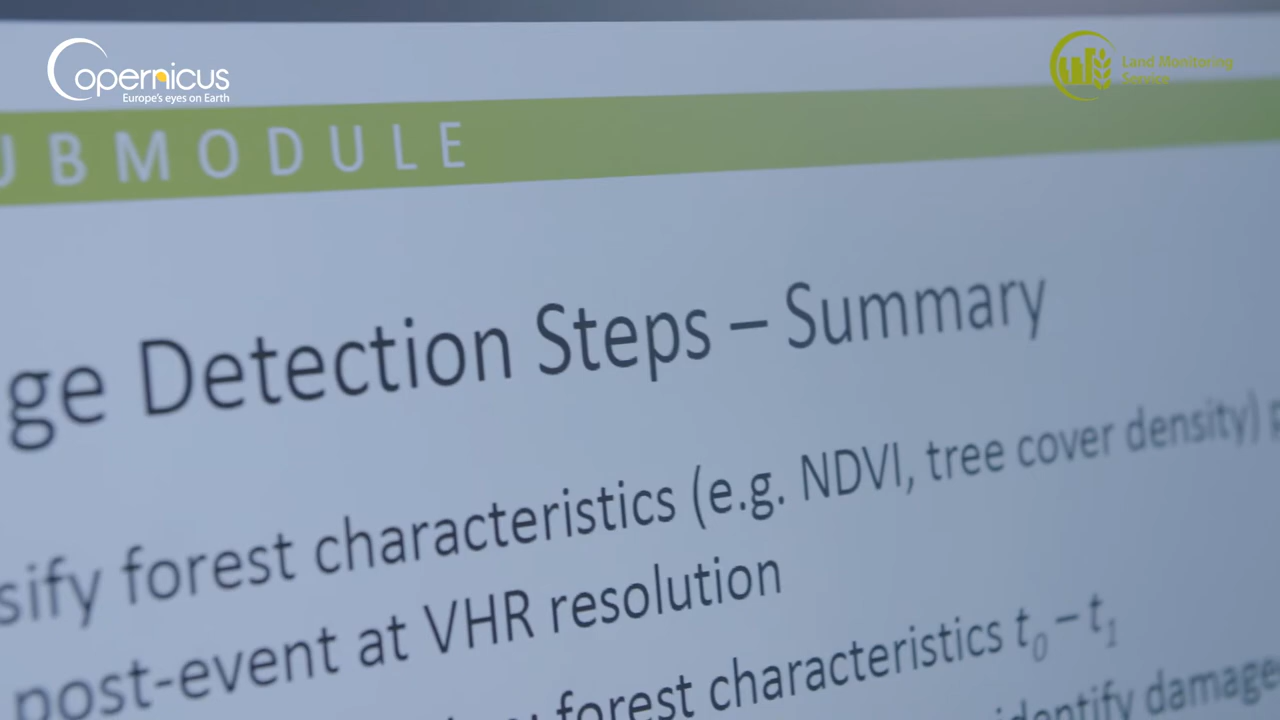 Copernicus
Europe's eyes on Earth
Land Monitoring
Service
UBMODULE
ge Detection Steps – Summary
sify forest characteristics (e.g. NDVI, tree cover density)
post-event at VHR resolution
forest characteristics t₀ – t₁
identify damage